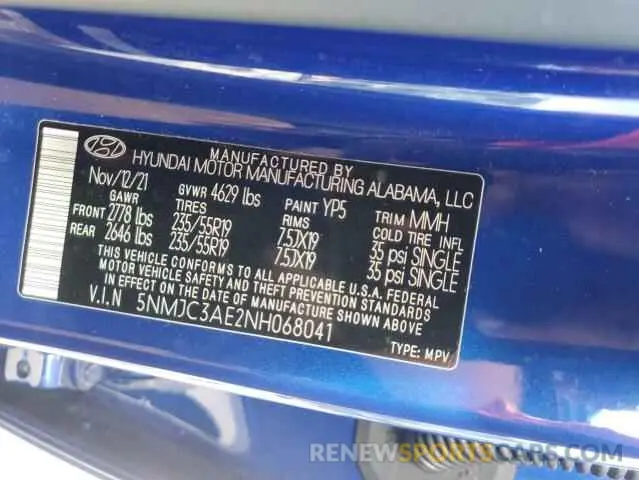 MANUFACTURED BY
HYUNDAI MOTOR MANUFACTURING ALABAMA, LLC
Nov/12/21 GVWR 4629 lbs PAINT YP5 TRIM MMH
GAWR TIRES RIMS COLD TIRE INFL
FRONT 2778 lbs 235/55R19 7.5JX19 35 psi SINGLE
REAR 2646 lbs 235/55R19 7.5JX19 35 psi SINGLE
THIS VEHICLE CONFORMS TO ALL APPLICABLE U.S.A. FEDERAL
MOTOR VEHICLE SAFETY AND THEFT PREVENTION STANDARDS
IN EFFECT ON THE DATE OF MANUFACTURE SHOWN ABOVE
V.I.N 5NMJC3AE2NH068041
TYPE: MPV
RENEWSUSPECARS.COM